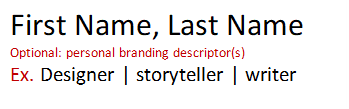 First Name, Last Name
Optional: personal branding descriptor(s)
Ex. Designer | storyteller | writer